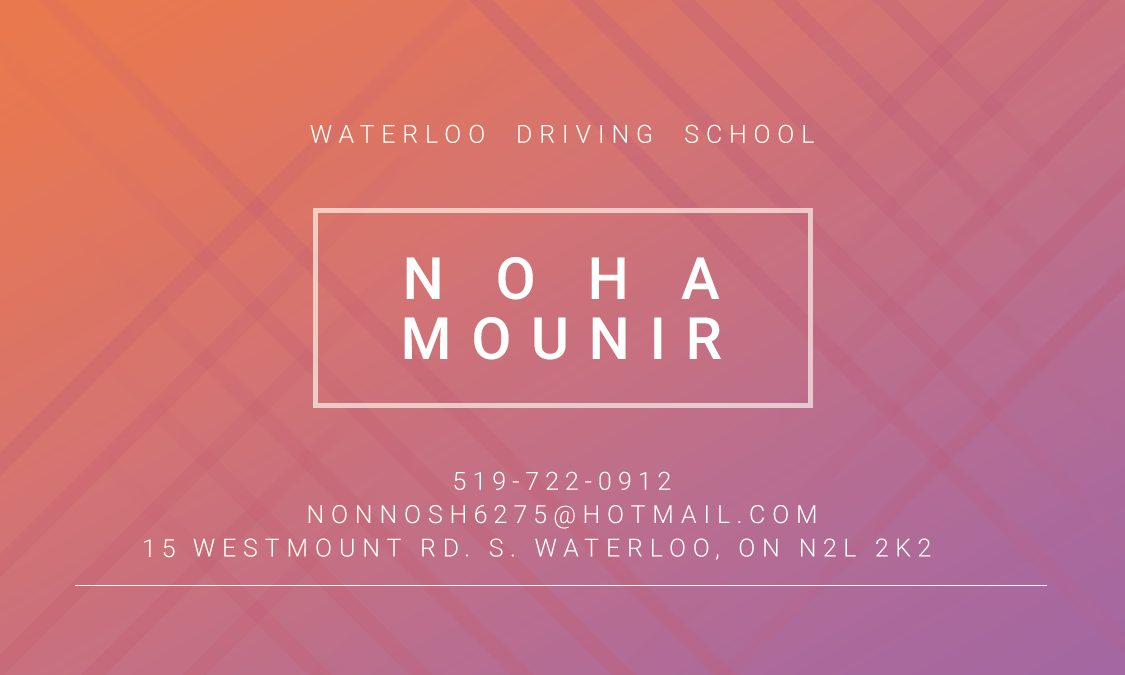 WATERLOO DRIVING SCHOOL
NOHA
MOUNIR
519-722-0912
NONNOSH6275@HOTMAIL.COM
15 WESTMOUNT RD. S. WATERLOO, ON N2L 2K2